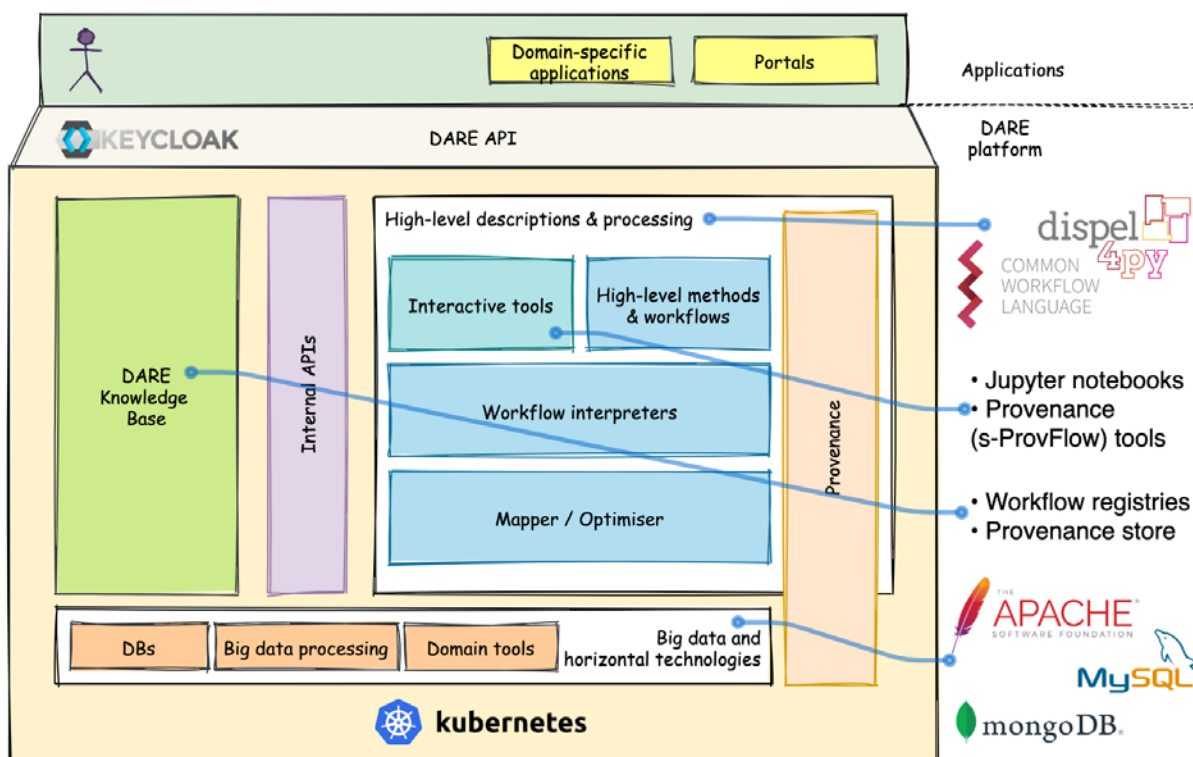 Domain-specific
applications
Portals
Applications
KEYCLOAK
DARE API
DARE
platform
High-level descriptions & processing
dispel
4py
COMMON
WORKFLOW
LANGUAGE
Interactive tools
High-level methods
& workflows
DARE
Knowledge
Base
Internal APIs
Workflow interpreters
Provenance
• Jupyter notebooks
• Provenance
(s-ProvFlow) tools
Mapper / Optimiser
• Workflow registries
• Provenance store
DBs
Big data processing
Domain tools
Big data and
horizontal technologies
THE
APACHE®
SOFTWARE FOUNDATION
MySQL
kubernetes
mongoDB®